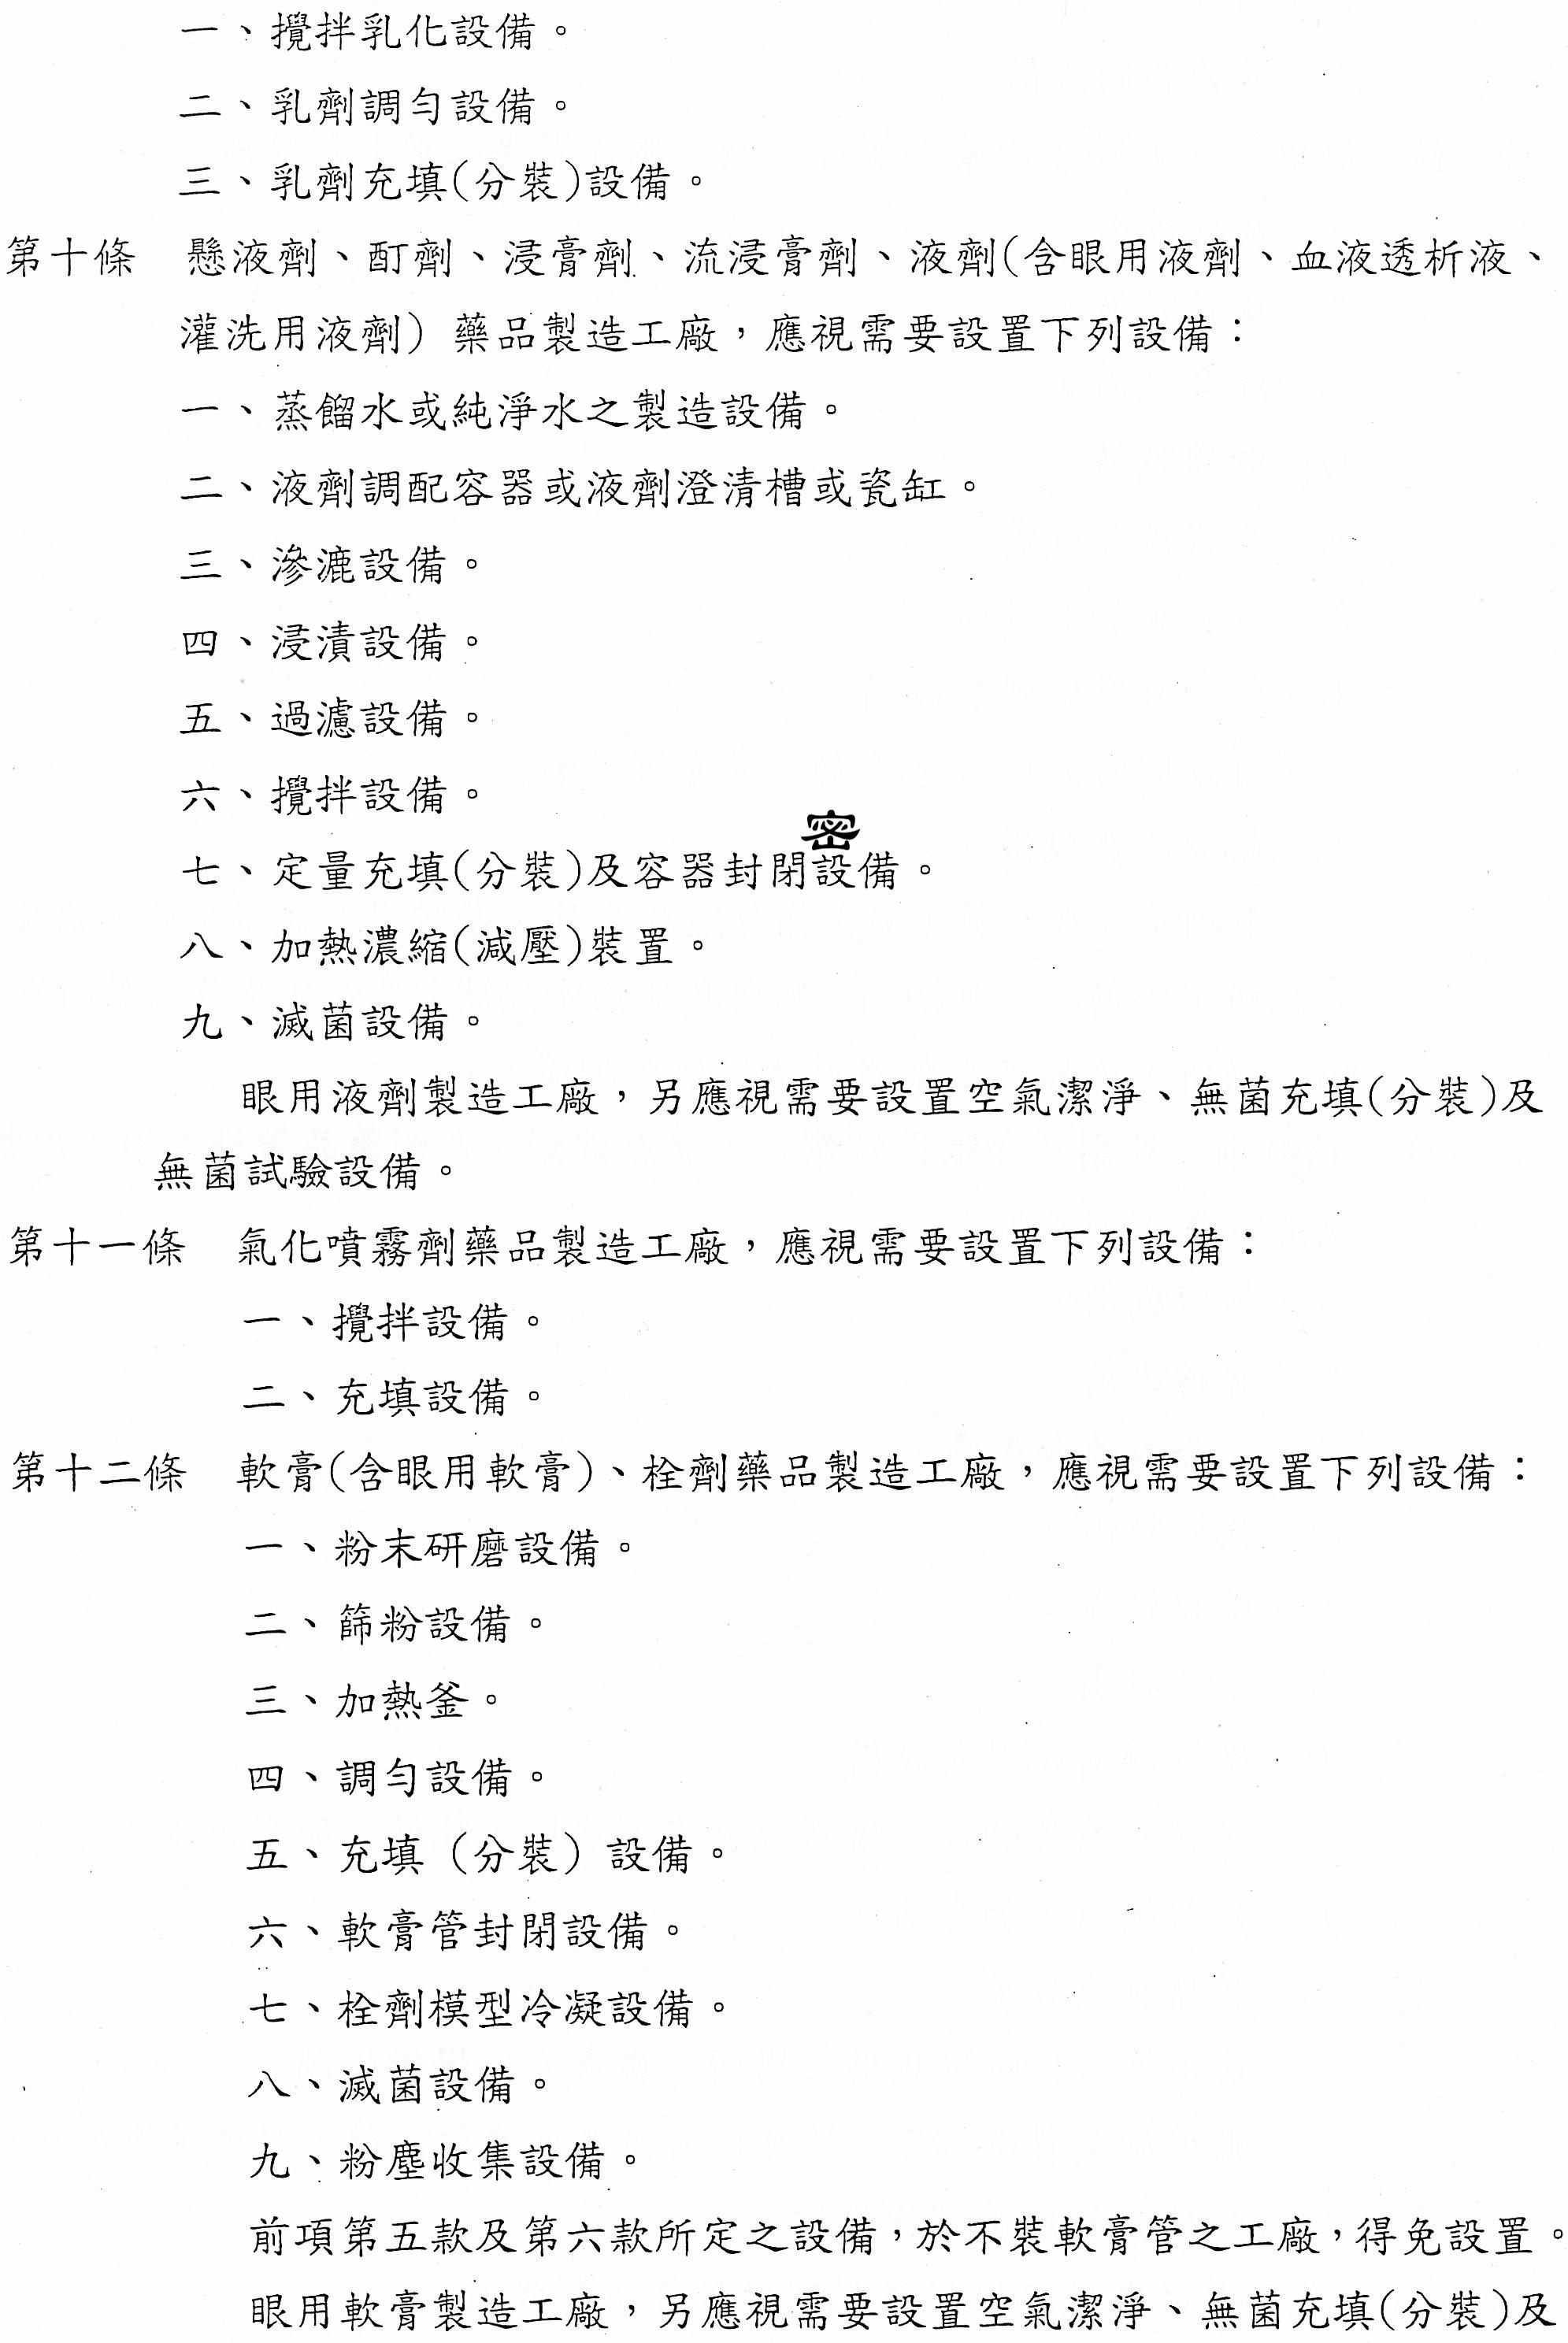 一、攪拌乳化設備。
二、乳劑調勻設備。
三、乳劑充填(分裝)設備。
第十條 懸液劑、酊劑、浸膏劑、流浸膏劑、液劑(含眼用液劑、血液透析液、
灌洗用液劑) 藥品製造工廠，應視需要設置下列設備：
一、蒸餾水或純淨水之製造設備。
二、液劑調配容器或液劑澄清槽或瓷缸。
三、滲漉設備。
四、浸漬設備。
五、過濾設備。
六、攪拌設備。
密
七、定量充填(分裝)及容器封閉設備。
八、加熱濃縮(減壓)裝置。
九、滅菌設備。
眼用液劑製造工廠，另應視需要設置空氣潔淨、無菌充填(分裝)及
無菌試驗設備。
第十一條 氣化噴霧劑藥品製造工廠，應視需要設置下列設備：
一、攪拌設備。
二、充填設備。
第十二條 軟膏(含眼用軟膏)、栓劑藥品製造工廠，應視需要設置下列設備：
一、粉末研磨設備。
二、篩粉設備。
三、加熱釜。
四、調勻設備。
五、充填（分裝）設備。
六、軟膏管封閉設備。
七、栓劑模型冷凝設備。
八、滅菌設備。
九、粉塵收集設備。
前項第五款及第六款所定之設備，於不裝軟膏管之工廠，得免設置。
眼用軟膏製造工廠，另應視需要設置空氣潔淨、無菌充填(分裝)及